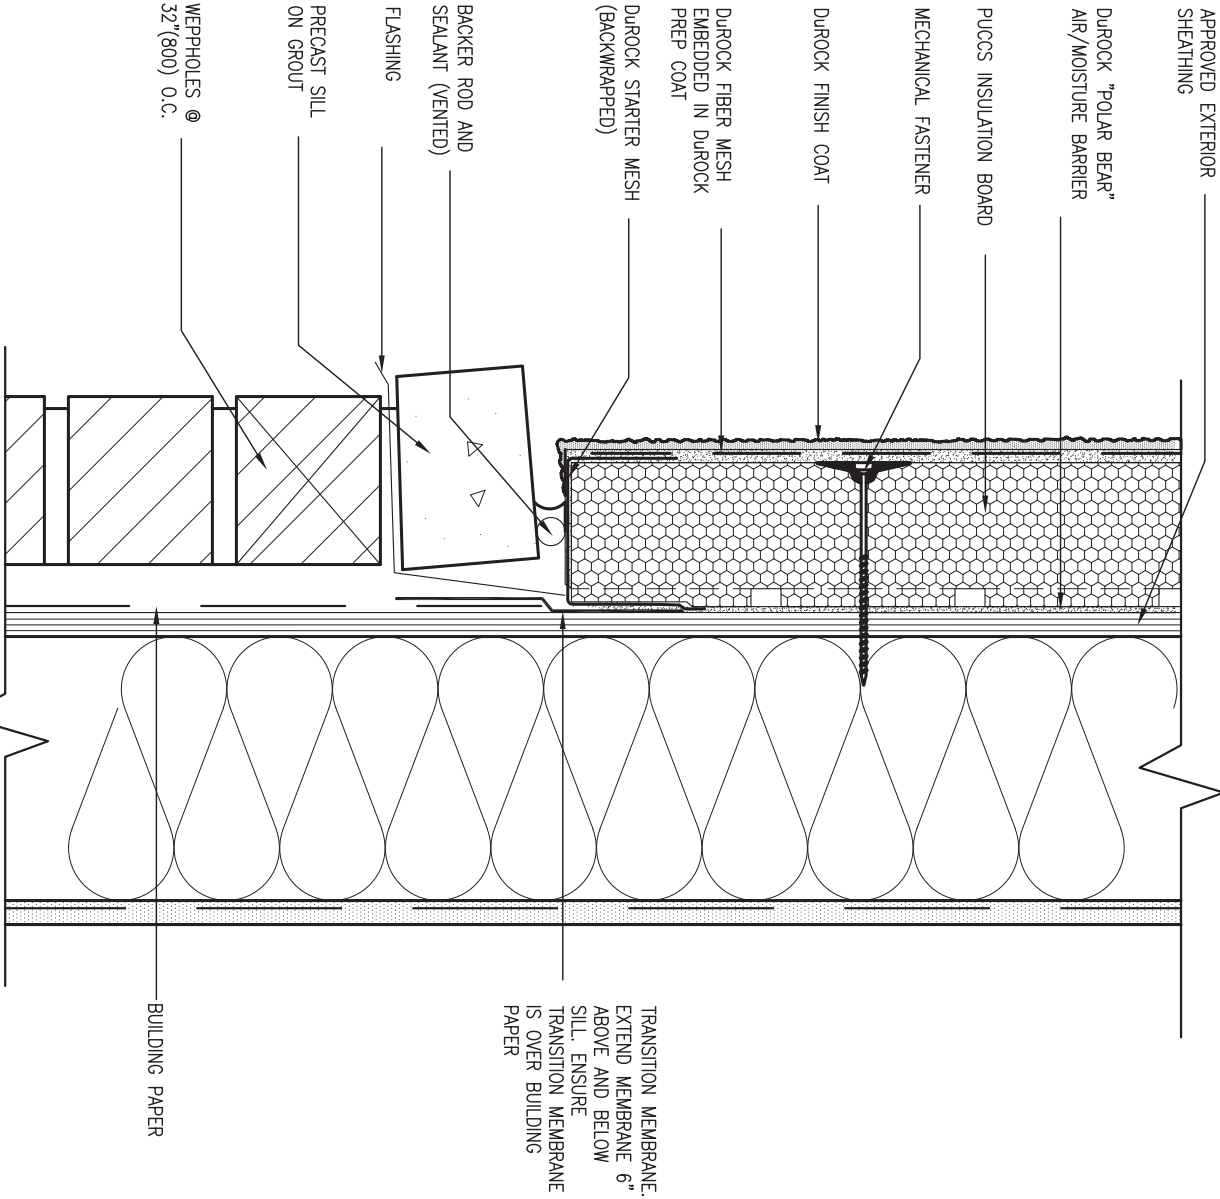 APPROVED EXTERIOR
SHEATHING
DuROCK "POLAR BEAR"
AIR/MOISTURE BARRIER
PUCCS INSULATION BOARD
MECHANICAL FASTENER
DuROCK FINISH COAT
DuROCK FIBER MESH
EMBEDDED IN DuROCK
PREP COAT
DuROCK STARTER MESH
(BACKWRAPPED)
BACKER ROD AND
SEALANT (VENTED)
FLASHING
PRECAST SILL
ON GROUT
WEPPHOLES @
32"(800) O.C.
TRANSITION MEMBRANE.
EXTEND MEMBRANE 6"
ABOVE AND BELOW
SILL. ENSURE
TRANSITION MEMBRANE
IS OVER BUILDING
PAPER
BUILDING PAPER